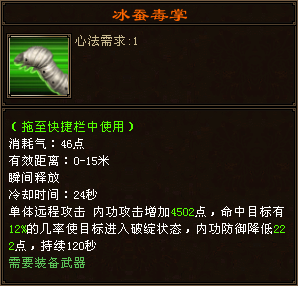 冰蚕毒掌
心法需求:1
（拖至快捷栏中使用）
消耗气：46点
有效距离：0-15米
瞬间释放
冷却时间：24秒
单体远程攻击 内功攻击增加4502点，命中目标有
12%的几率使目标进入破绽状态，内功防御降低22
2点，持续120秒
需要装备武器